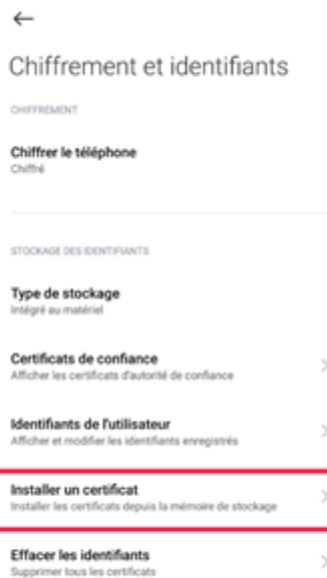 Chiffrement et identifiants
CHIFFREMENT
Chiffrer le téléphone
Chiffré
STOCKAGE DES IDENTIFIANTS
Type de stockage
Intégré au matériel
Certificats de confiance
Afficher les certificats d'autorité de confiance
Identifiants de l'utilisateur
Afficher et modifier les identifiants enregistrés
Installer un certificat
Installer les certificats depuis la mémoire de stockage
Effacer les identifiants
Supprimer tous les certificats